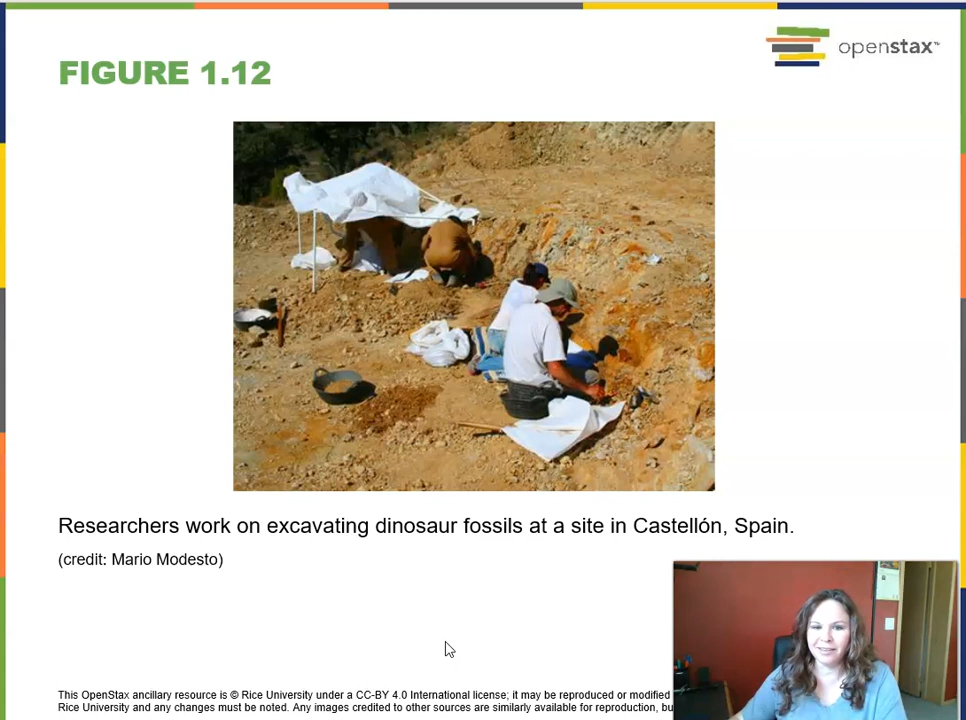 openstax™
FIGURE 1.12
Researchers work on excavating dinosaur fossils at a site in Castellón, Spain.
(credit: Mario Modesto)
This OpenStax ancillary resource is © Rice University under a CC-BY 4.0 International license; it may be reproduced or modified
Rice University and any changes must be noted. Any images credited to other sources are similarly available for reproduction, bu